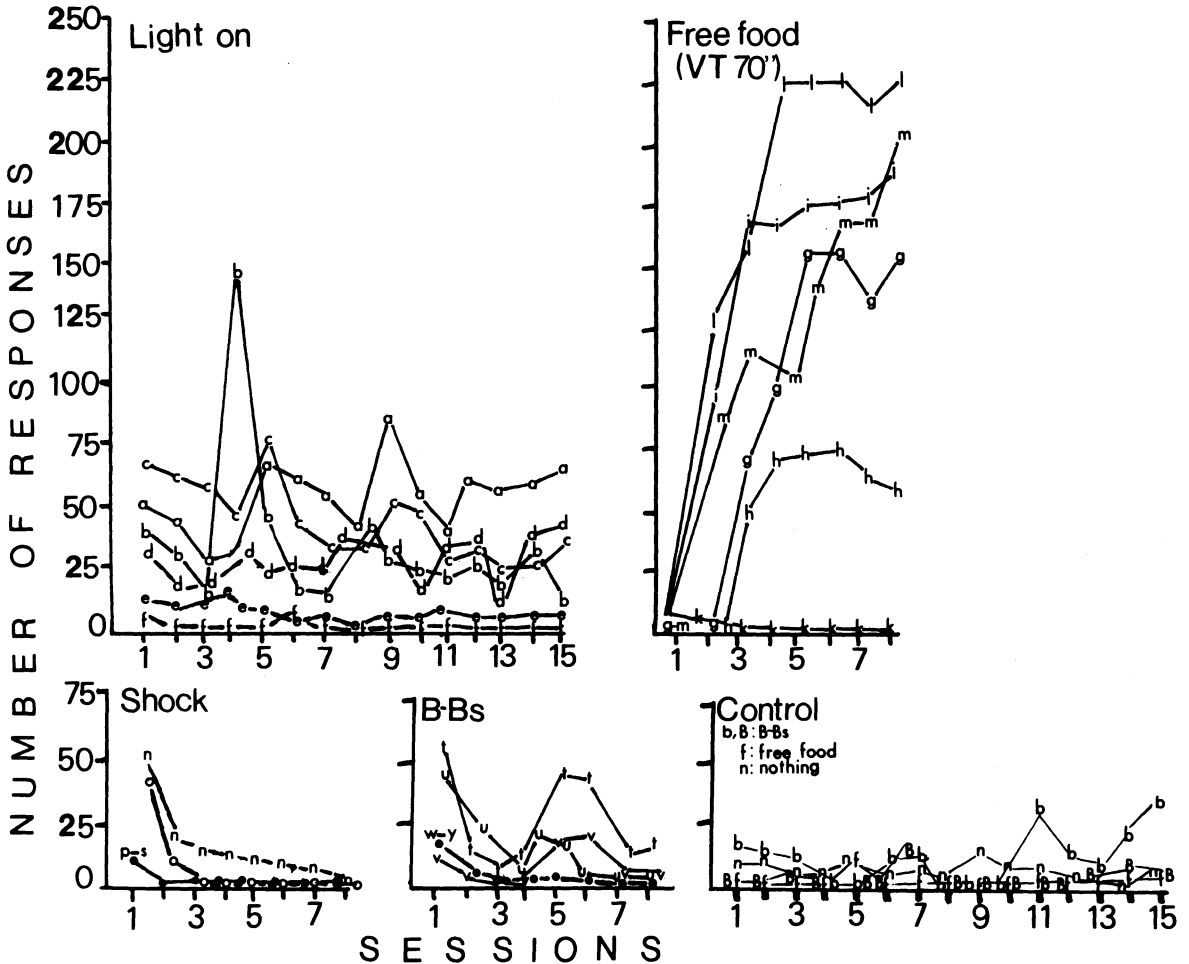 NUMBER OF RESPONSES
Light on
250
225
200
175
150
125
100
75
50
25
0
1 3 5 7 9 11 13 15
Free food
(VT 70")
g-m
1 3 5 7
Shock
75
50
25
0
n
o
p-s
1 3 5 7
B-Bs
t
u
w-y
v
1 3 5 7
Control
b,B: B-Bs
f: free food
n: nothing
1 3 5 7 9 11 13 15
SESSIONS